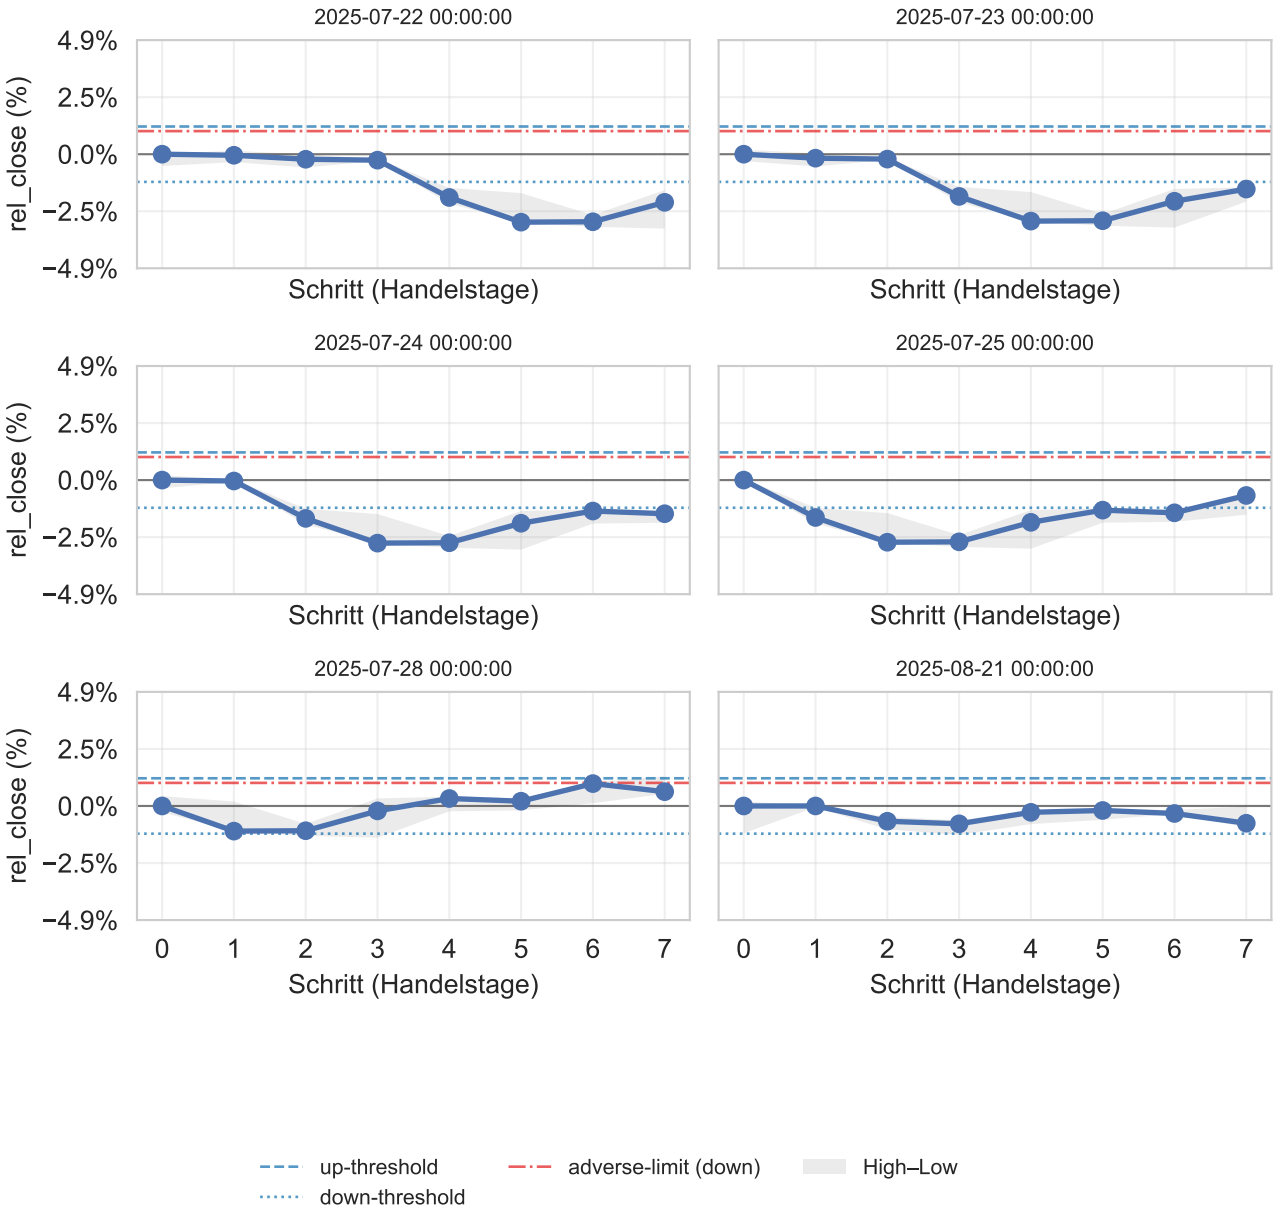 2025-07-22 00:00:00
2025-07-23 00:00:00
rel_close (%)
4.9%
2.5%
0.0%
−2.5%
−4.9%
Schritt (Handelstage)
Schritt (Handelstage)
2025-07-24 00:00:00
2025-07-25 00:00:00
rel_close (%)
4.9%
2.5%
0.0%
−2.5%
−4.9%
Schritt (Handelstage)
Schritt (Handelstage)
2025-07-28 00:00:00
2025-08-21 00:00:00
rel_close (%)
4.9%
2.5%
0.0%
−2.5%
−4.9%
0 1 2 3 4 5 6 7
0 1 2 3 4 5 6 7
Schritt (Handelstage)
Schritt (Handelstage)
up-threshold
down-threshold
adverse-limit (down)
High–Low